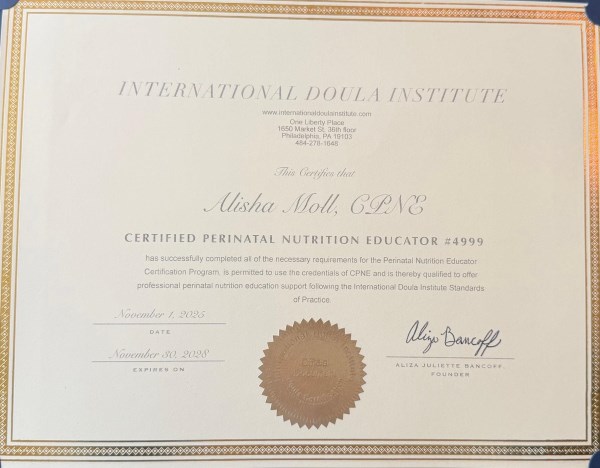 INTERNATIONAL DOULA INSTITUTE
www.internationaldoulainstitute.com
One Liberty Place
1650 Market St, 36th floor
Philadelphia, PA 19103
484-278-1648
This Certifies that
Alisha Moll, CPNE
CERTIFIED PERINATAL NUTRITION EDUCATOR #4999
has successfully completed all of the necessary requirements for the Perinatal Nutrition Educator
Certification Program, is permitted to use the credentials of CPNE and is thereby qualified to offer
professional perinatal nutrition education support following the International Doula Institute Standards
of Practice.
November 1, 2025
DATE
November 30, 2028
EXPIRES ON
Aliza Bancoff
ALIZA JULIETTE BANCOFF
FOUNDER